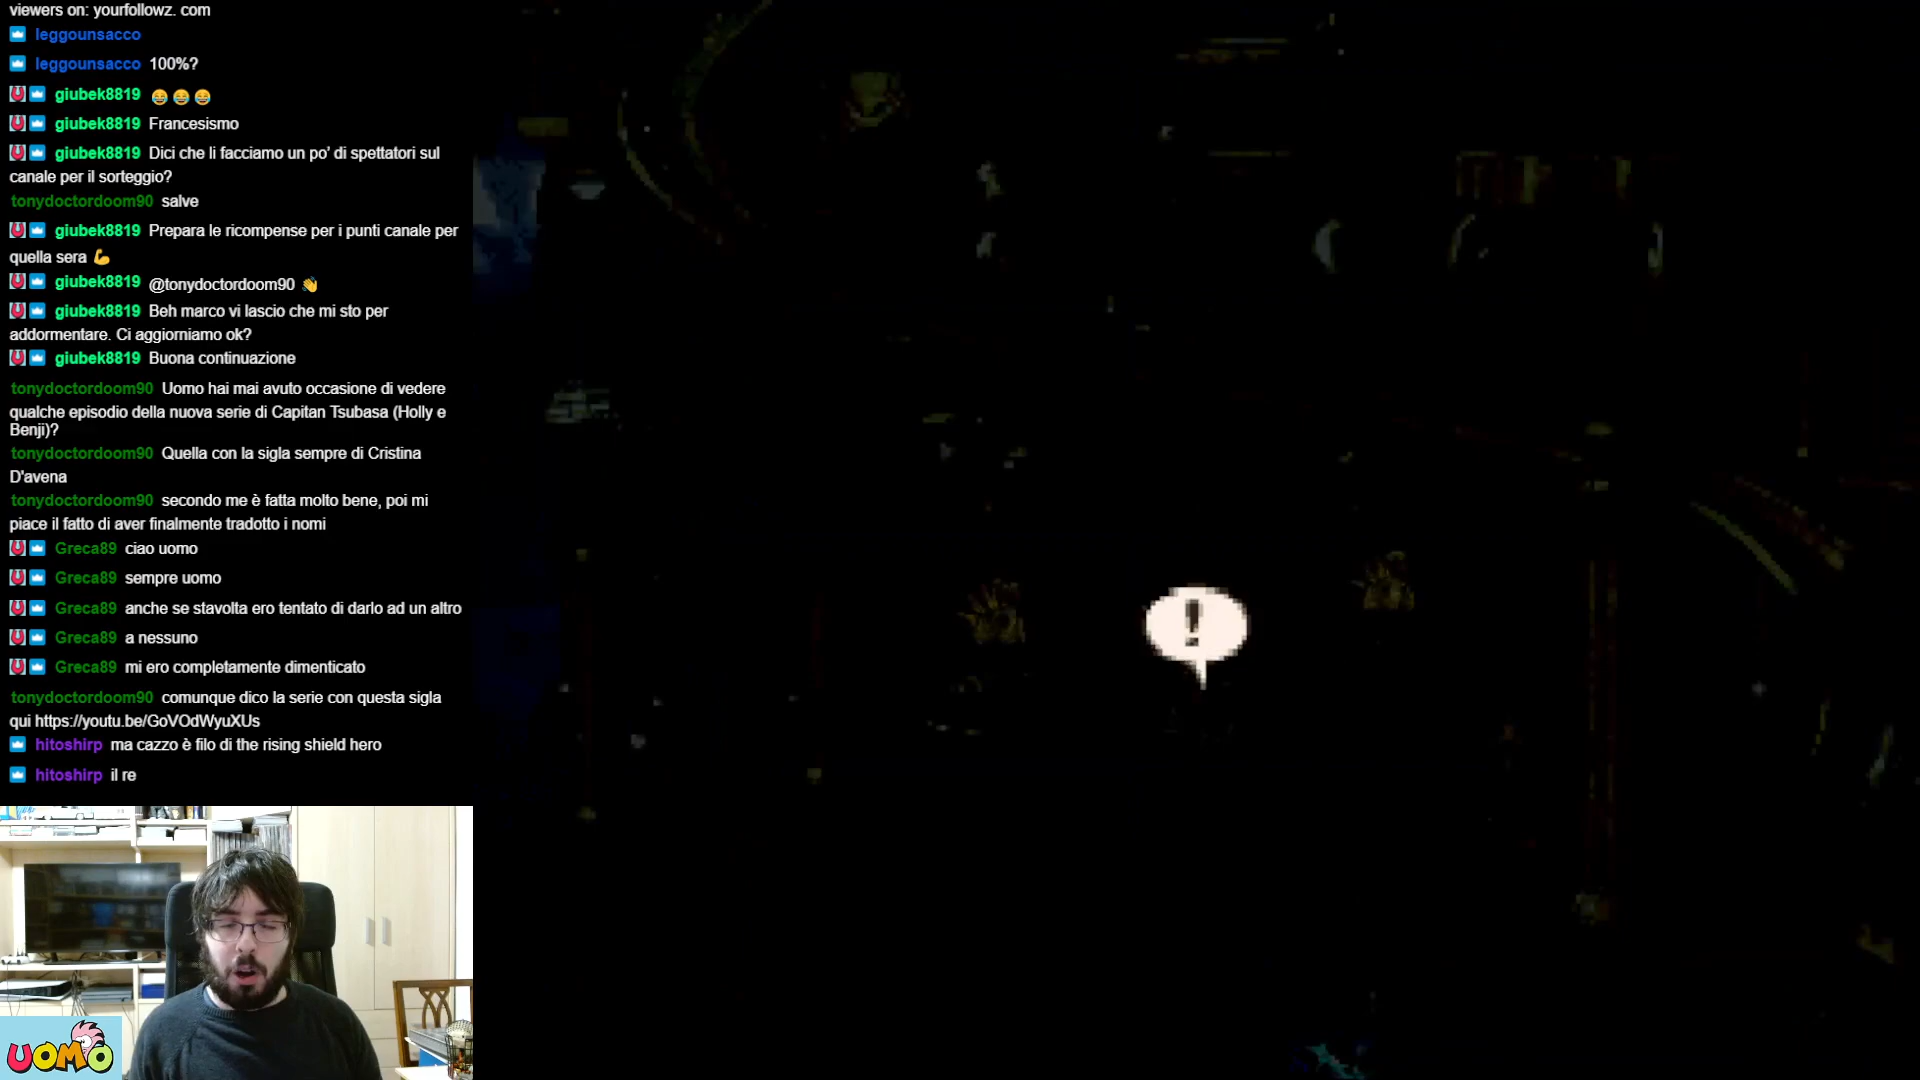 viewers on: yourfollowz. com
leggounsacco
leggounsacco 100%?
giubek8819 😂 😂 😂
giubek8819 Francesismo
giubek8819 Dici che li facciamo un po' di spettatori sul
canale per il sorteggio?
tonydoctordoom90 salve
giubek8819 Prepara le ricompense per i punti canale per
quella sera 💪
giubek8819 @tonydoctordoom90 👋
giubek8819 Beh marco vi lascio che mi sto per
addormentare. Ci aggiorniamo ok?
giubek8819 Buona continuazione
tonydoctordoom90 Uomo hai mai avuto occasione di vedere
qualche episodio della nuova serie di Capitan Tsubasa (Holly e
Benji)?
tonydoctordoom90 Quella con la sigla sempre di Cristina
D'avena
tonydoctordoom90 secondo me è fatta molto bene, poi mi
piace il fatto di aver finalmente tradotto i nomi
Greca89 ciao uomo
Greca89 sempre uomo
Greca89 anche se stavolta ero tentato di darlo ad un altro
Greca89 a nessuno
Greca89 mi ero completamente dimenticato
tonydoctordoom90 comunque dico la serie con questa sigla
qui https://youtu.be/GoVOdWyuXUs
hitoshirp ma cazzo è filo di the rising shield hero
hitoshirp il re
!
UOMO